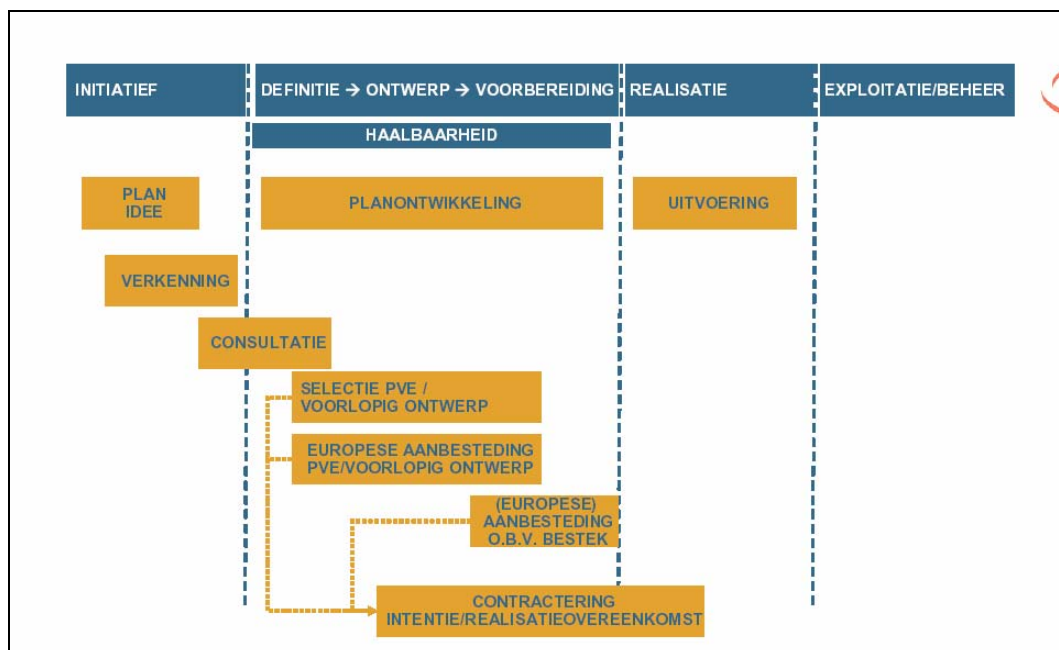 INITIATIEF
DEFINITIE → ONTWERP → VOORBEREIDING
REALISATIE
EXPLOITATIE/BEHEER
HAALBAARHEID
PLAN
IDEE
PLANONTWIKKELING
UITVOERING
VERKENNING
CONSULTATIE
SELECTIE PVE /
VOORLOPIG ONTWERP
EUROPESE AANBESTEDING
PVE/VOORLOPIG ONTWERP
(EUROPESE)
AANBESTEDING
O.B.V. BESTEK
CONTRACTERING
INTENTIE/REALISATIEOVEREENKOMST